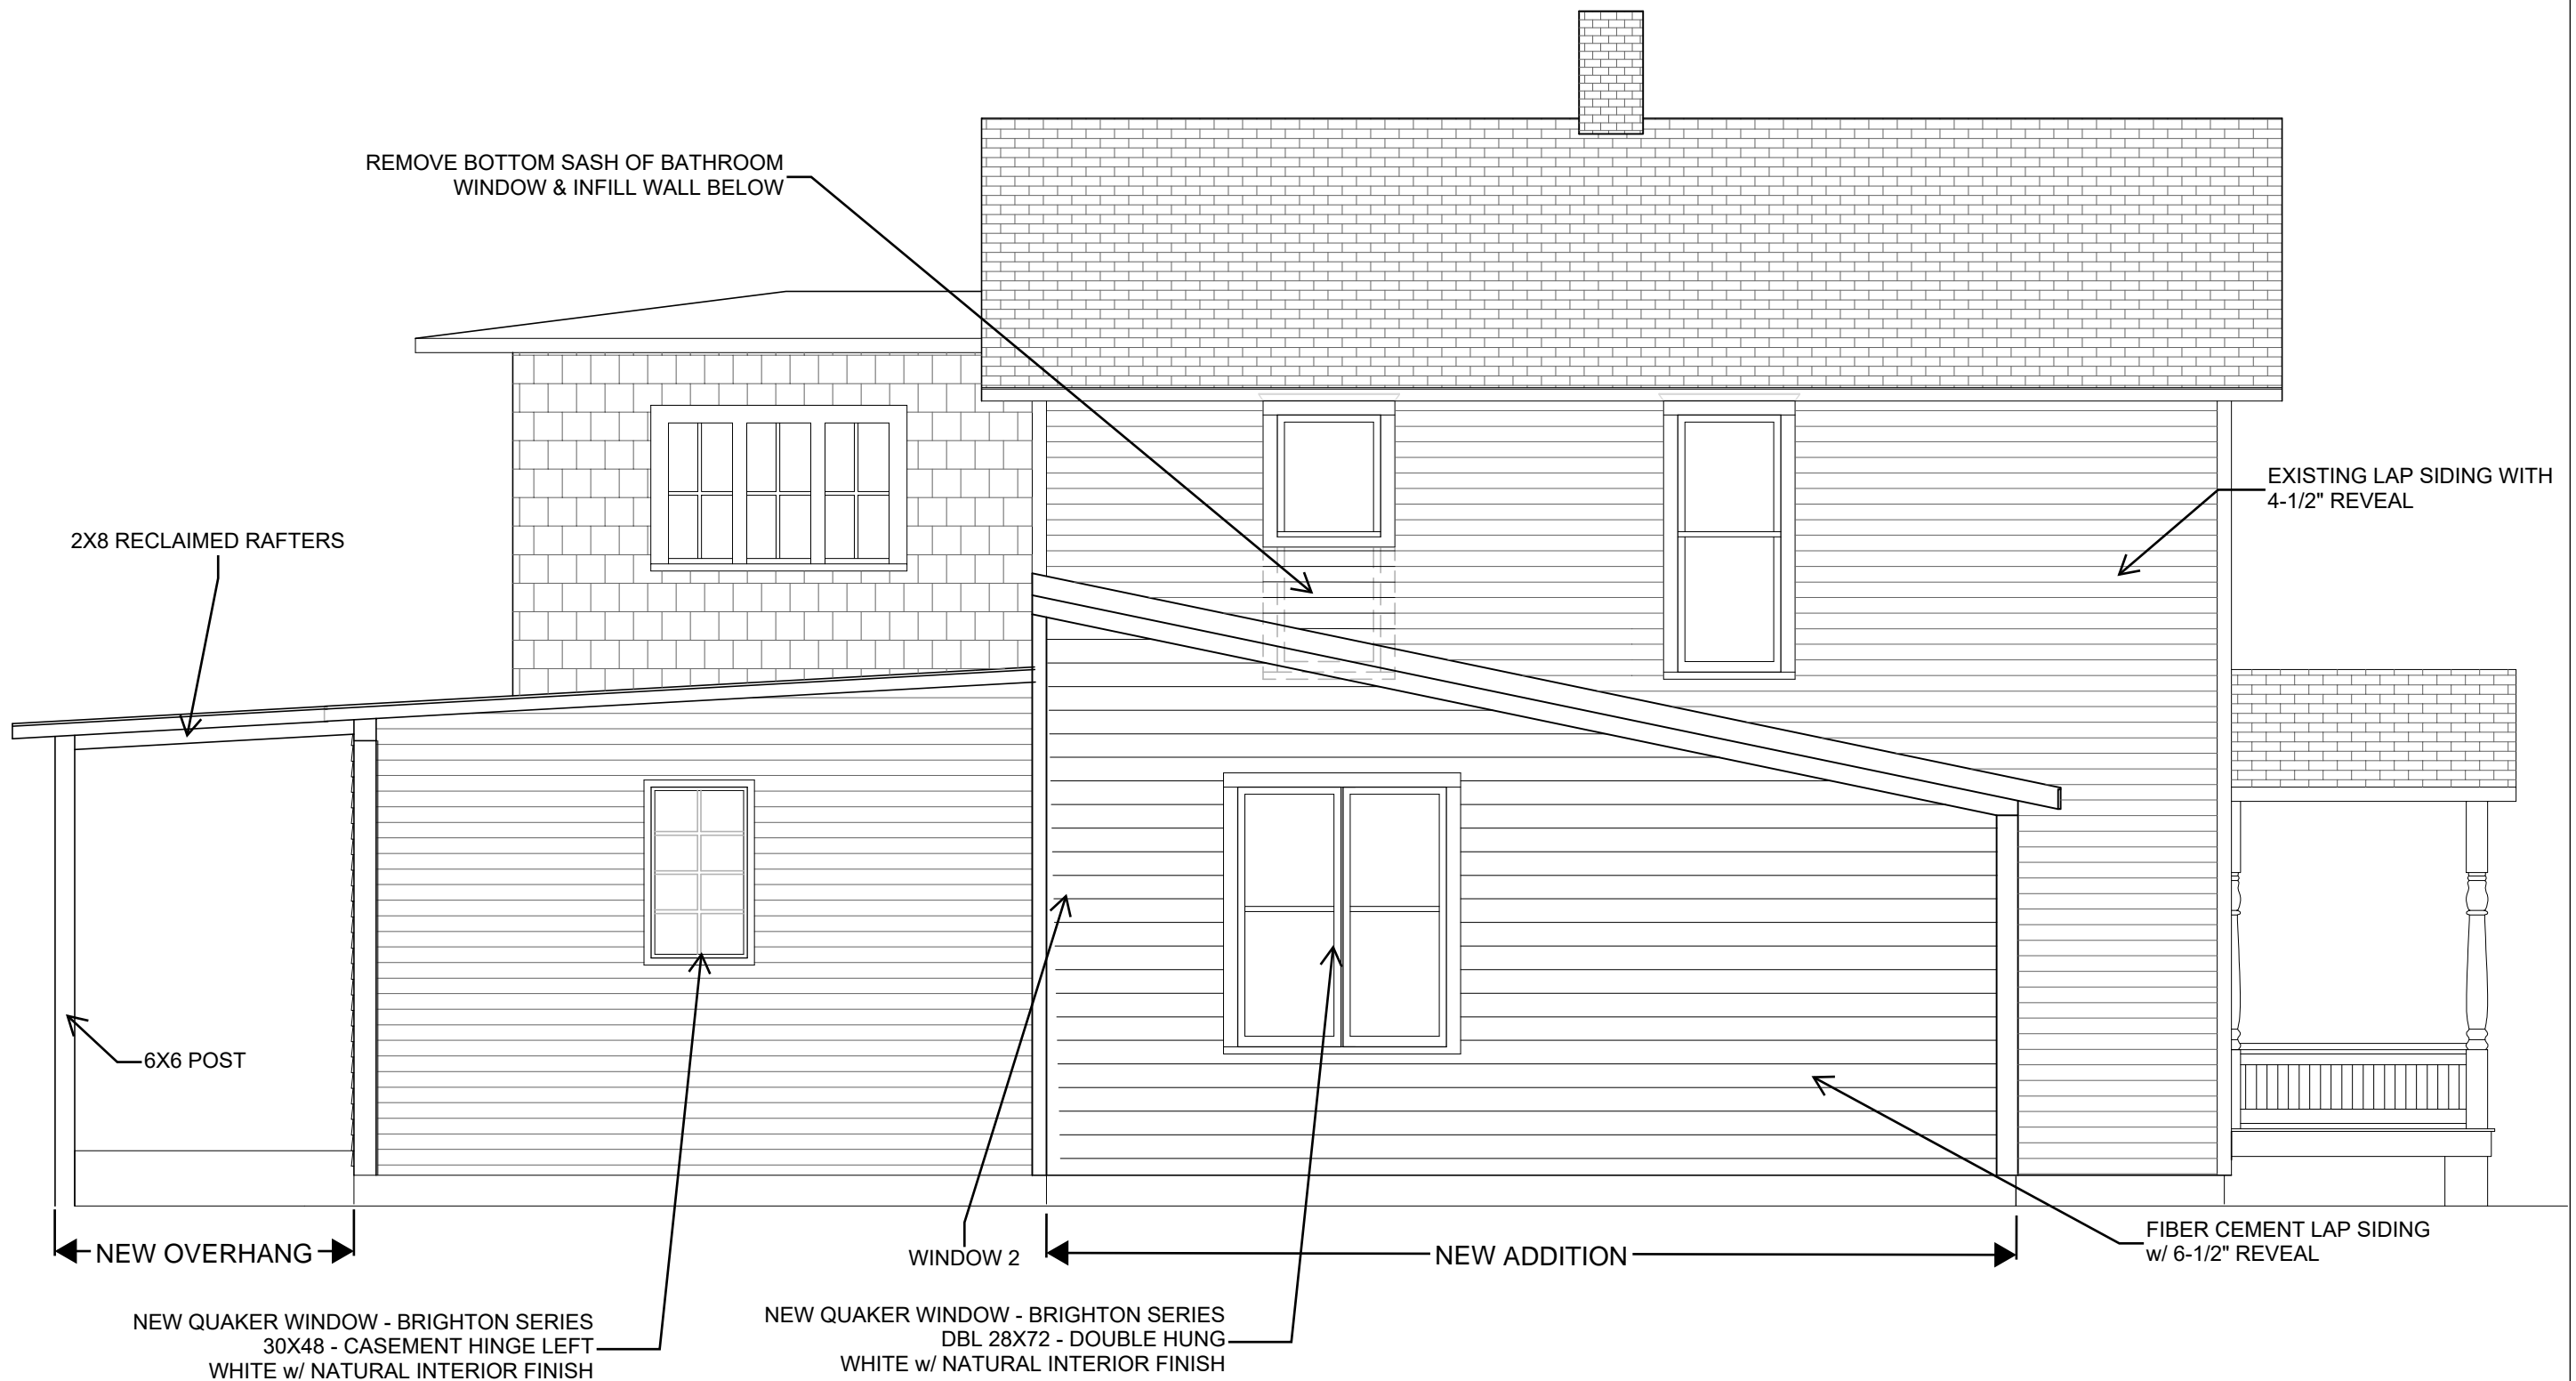 REMOVE BOTTOM SASH OF BATHROOM
WINDOW & INFILL WALL BELOW
EXISTING LAP SIDING WITH
4-1/2" REVEAL
2X8 RECLAIMED RAFTERS
6X6 POST
NEW OVERHANG
WINDOW 2
NEW ADDITION
FIBER CEMENT LAP SIDING
w/ 6-1/2" REVEAL
NEW QUAKER WINDOW - BRIGHTON SERIES
30X48 - CASEMENT HINGE LEFT
WHITE w/ NATURAL INTERIOR FINISH
NEW QUAKER WINDOW - BRIGHTON SERIES
DBL 28X72 - DOUBLE HUNG
WHITE w/ NATURAL INTERIOR FINISH